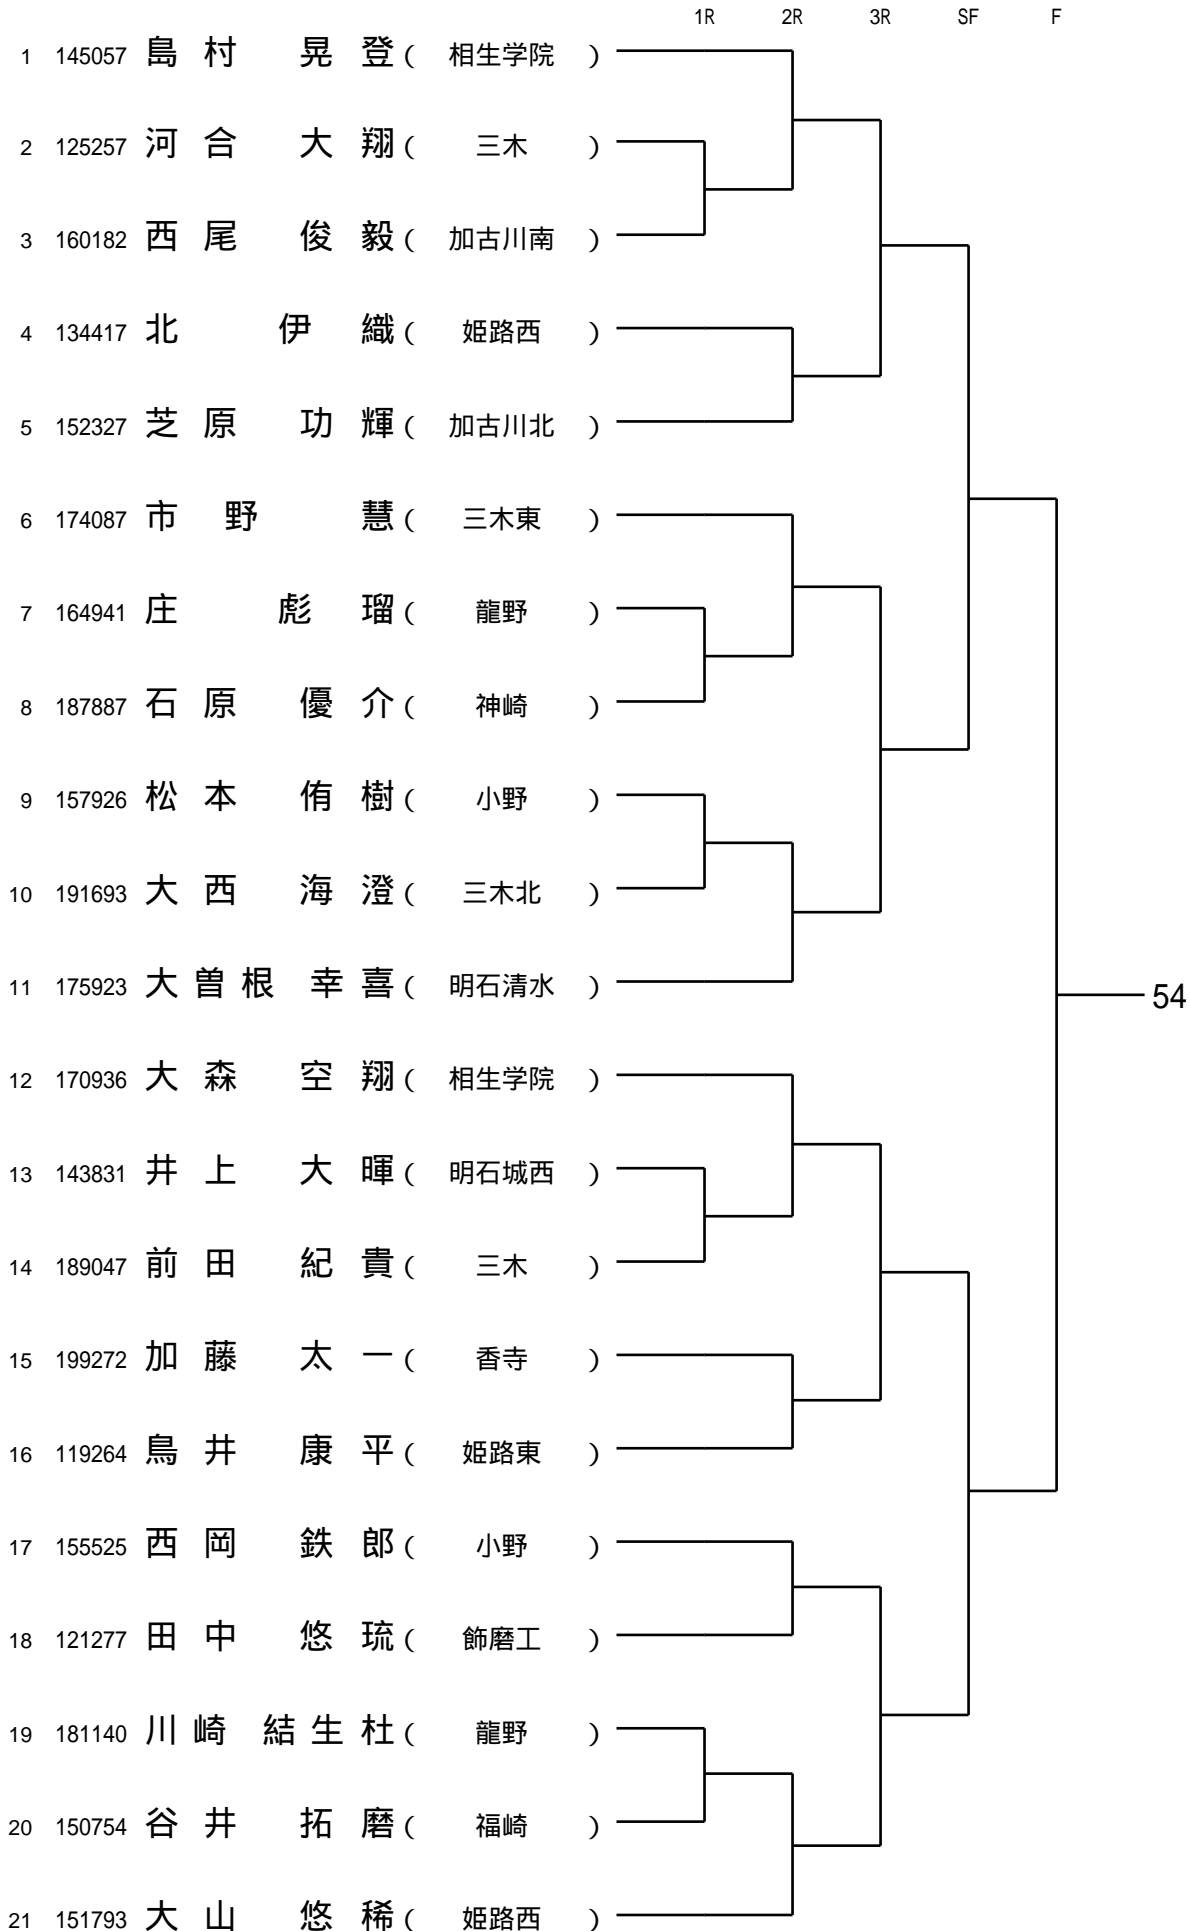 1R 2R 3R SF F
1 145057 島村 晃登 ( 相生学院 )
2 125257 河合 大翔 ( 三木 )
3 160182 西尾 俊毅 ( 加古川南 )
4 134417 北 伊織 ( 姫路西 )
5 152327 芝原 功輝 ( 加古川北 )
6 174087 市野 慧 ( 三木東 )
7 164941 庄 彪瑠 ( 龍野 )
8 187887 石原 優介 ( 神崎 )
9 157926 松本 侑樹 ( 小野 )
10 191693 大西 海澄 ( 三木北 )
11 175923 大曽根 幸喜 ( 明石清水 )
54
12 170936 大森 空翔 ( 相生学院 )
13 143831 井上 大暉 ( 明石城西 )
14 189047 前田 紀貴 ( 三木 )
15 199272 加藤 太一 ( 香寺 )
16 119264 鳥井 康平 ( 姫路東 )
17 155525 西岡 鉄郎 ( 小野 )
18 121277 田中 悠琉 ( 飾磨工 )
19 181140 川崎 結生杜 ( 龍野 )
20 150754 谷井 拓磨 ( 福崎 )
21 151793 大山 悠稀 ( 姫路西 )